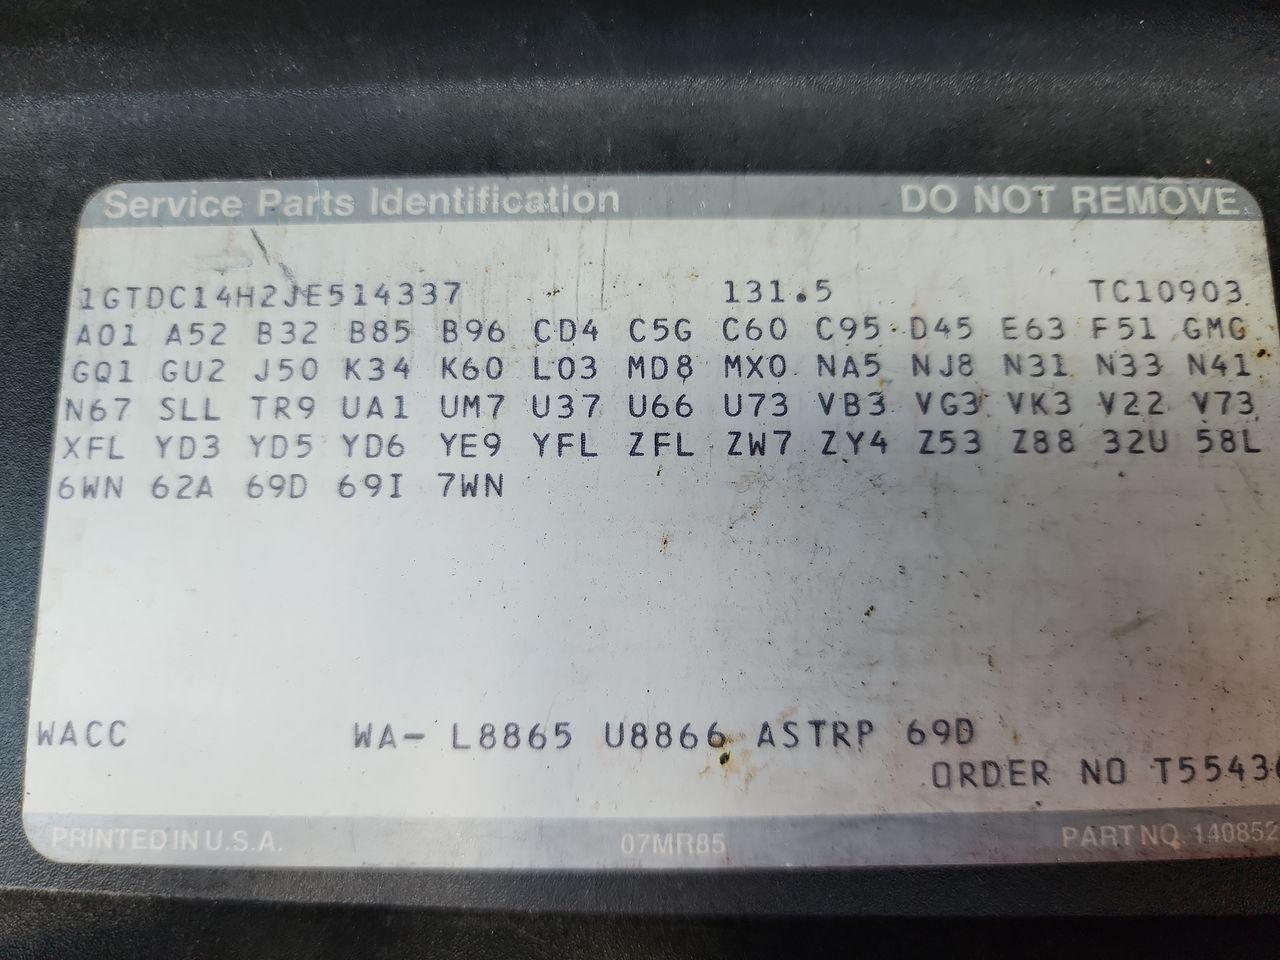 Service Parts Identification DO NOT REMOVE
1GTDC14H2JE514337 131.5 TC10903
A01 A52 B32 B85 B96 CD4 C5G C60 C95 D45 E63 F51 GMG
GQ1 GU2 J50 K34 K60 L03 MD8 MX0 NA5 NJ8 N31 N33 N41
N67 SLL TR9 UA1 UM7 U37 U66 U73 VB3 VG3 VK3 V22 V73
XFL YD3 YD5 YD6 YE9 YFL ZFL ZW7 ZY4 Z53 Z88 32U 58L
6WN 62A 69D 69I 7WN
WACC WA- L8865 U8866 ASTRP 69D
ORDER NO
PRINTED IN U.S.A. 07MR85 PART NO.